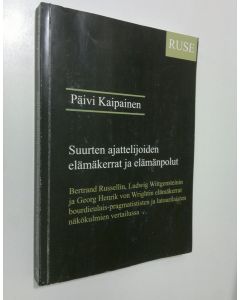 RUSE
Päivi Kaipainen
Suurten ajattelijoiden
elämäkerrat ja elämänpolut
Bertrand Russellin, Ludwig Wittgensteinin
ja Georg Henrik von Wrightin elämäkerrat
bourdieulais-pragmatististen ja latourilaisten
näkökulmien vertailussa